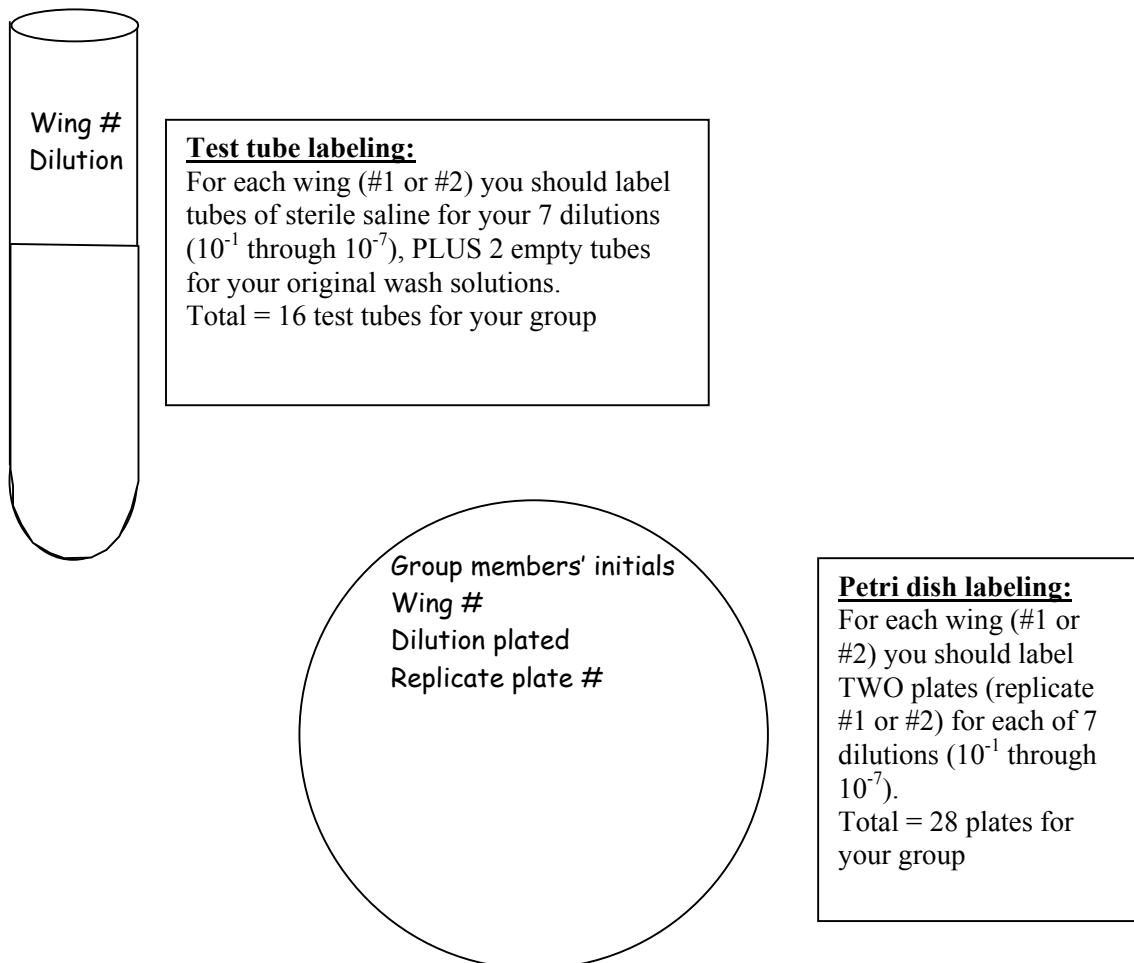 Wing #
Dilution
Test tube labeling:
For each wing (#1 or #2) you should label
tubes of sterile saline for your 7 dilutions
(10⁻¹ through 10⁻⁷), PLUS 2 empty tubes
for your original wash solutions.
Total = 16 test tubes for your group
Group members’ initials
Wing #
Dilution plated
Replicate plate #
Petri dish labeling:
For each wing (#1 or
#2) you should label
TWO plates (replicate
#1 or #2) for each of 7
dilutions (10⁻¹ through
10⁻⁷).
Total = 28 plates for
your group